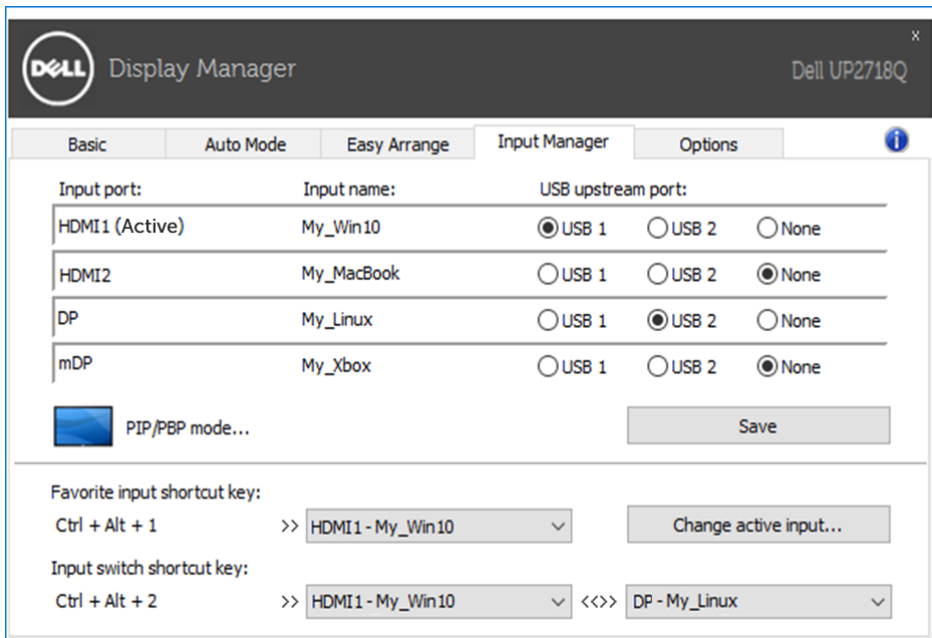 x
DELL Display Manager
Dell UP2718Q
Basic Auto Mode Easy Arrange Input Manager Options i
Input port: Input name: USB upstream port:
HDMI1 (Active) My_Win10 USB 1 USB 2 None
HDMI2 My_MacBook USB 1 USB 2 None
DP My_Linux USB 1 USB 2 None
mDP My_Xbox USB 1 USB 2 None
PIP/PBP mode... Save
Favorite input shortcut key:
Ctrl + Alt + 1 >> HDMI1 - My_Win10 Change active input...
Input switch shortcut key:
Ctrl + Alt + 2 >> HDMI1 - My_Win10 <<>> DP - My_Linux